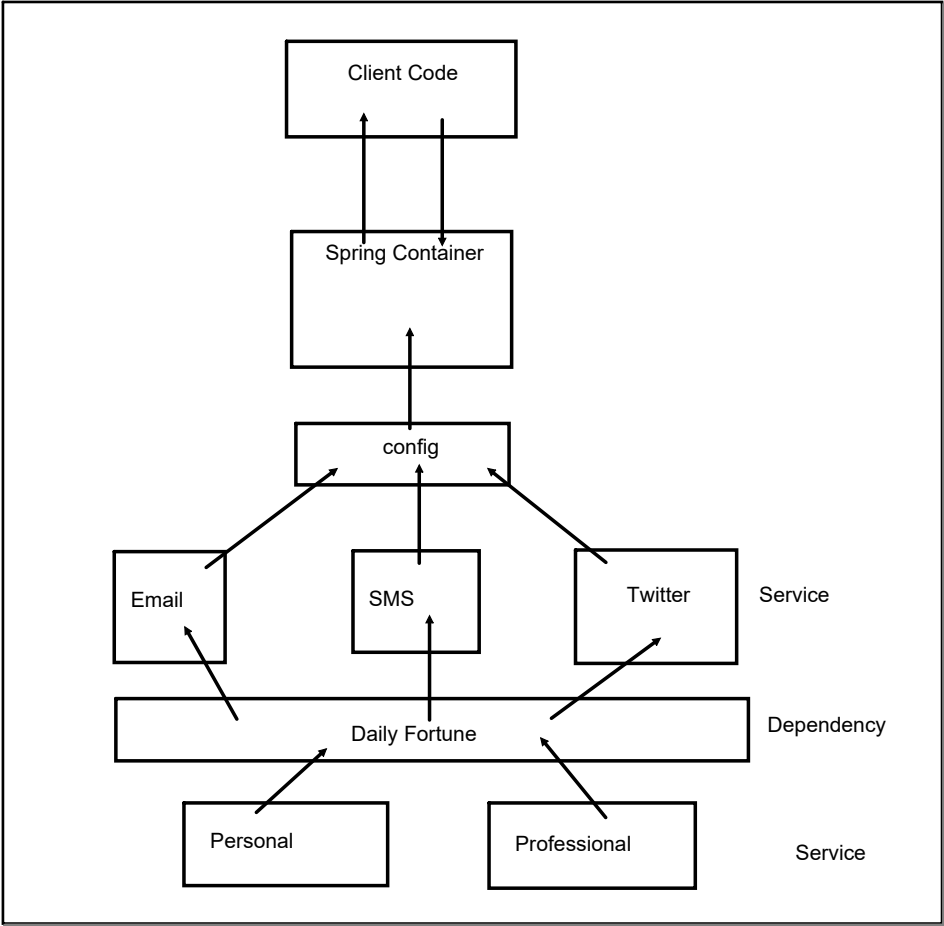 Client Code
Spring Container
config
Email
SMS
Twitter
Service
Daily Fortune
Dependency
Personal
Professional
Service